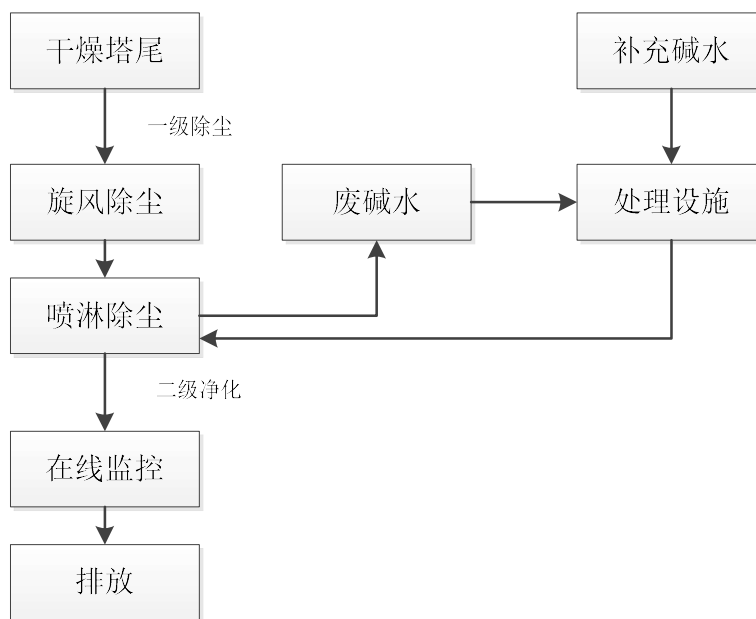 干燥塔尾
补充碱水
一级除尘
旋风除尘
废碱水
处理设施
喷淋除尘
二级净化
在线监控
排放